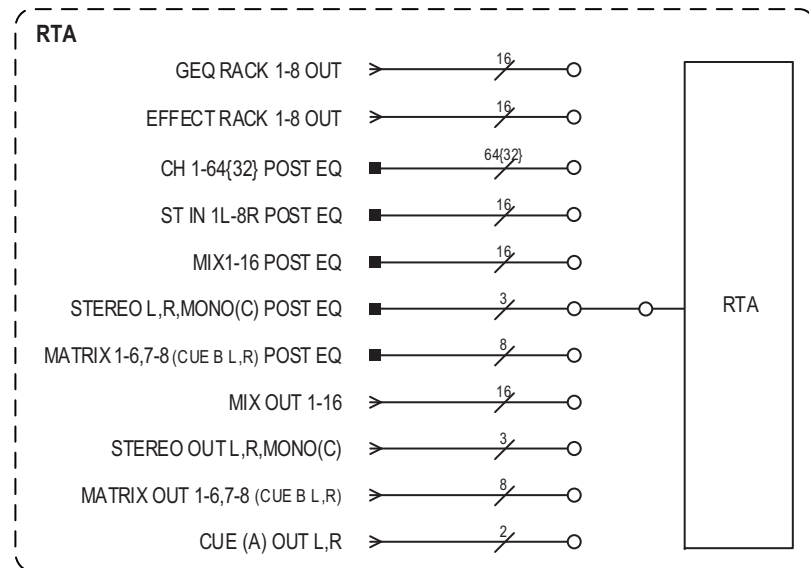 RTA
GEQ RACK 1-8 OUT 16
EFFECT RACK 1-8 OUT 16
CH 1-64{32} POST EQ 64{32}
ST IN 1L-8R POST EQ 16
MIX1-16 POST EQ 16
STEREO L,R,MONO(C) POST EQ 3 RTA
MATRIX 1-6,7-8 (CUE B L,R) POST EQ 8
MIX OUT 1-16 16
STEREO OUT L,R,MONO(C) 3
MATRIX OUT 1-6,7-8 (CUE B L,R) 8
CUE (A) OUT L,R 2